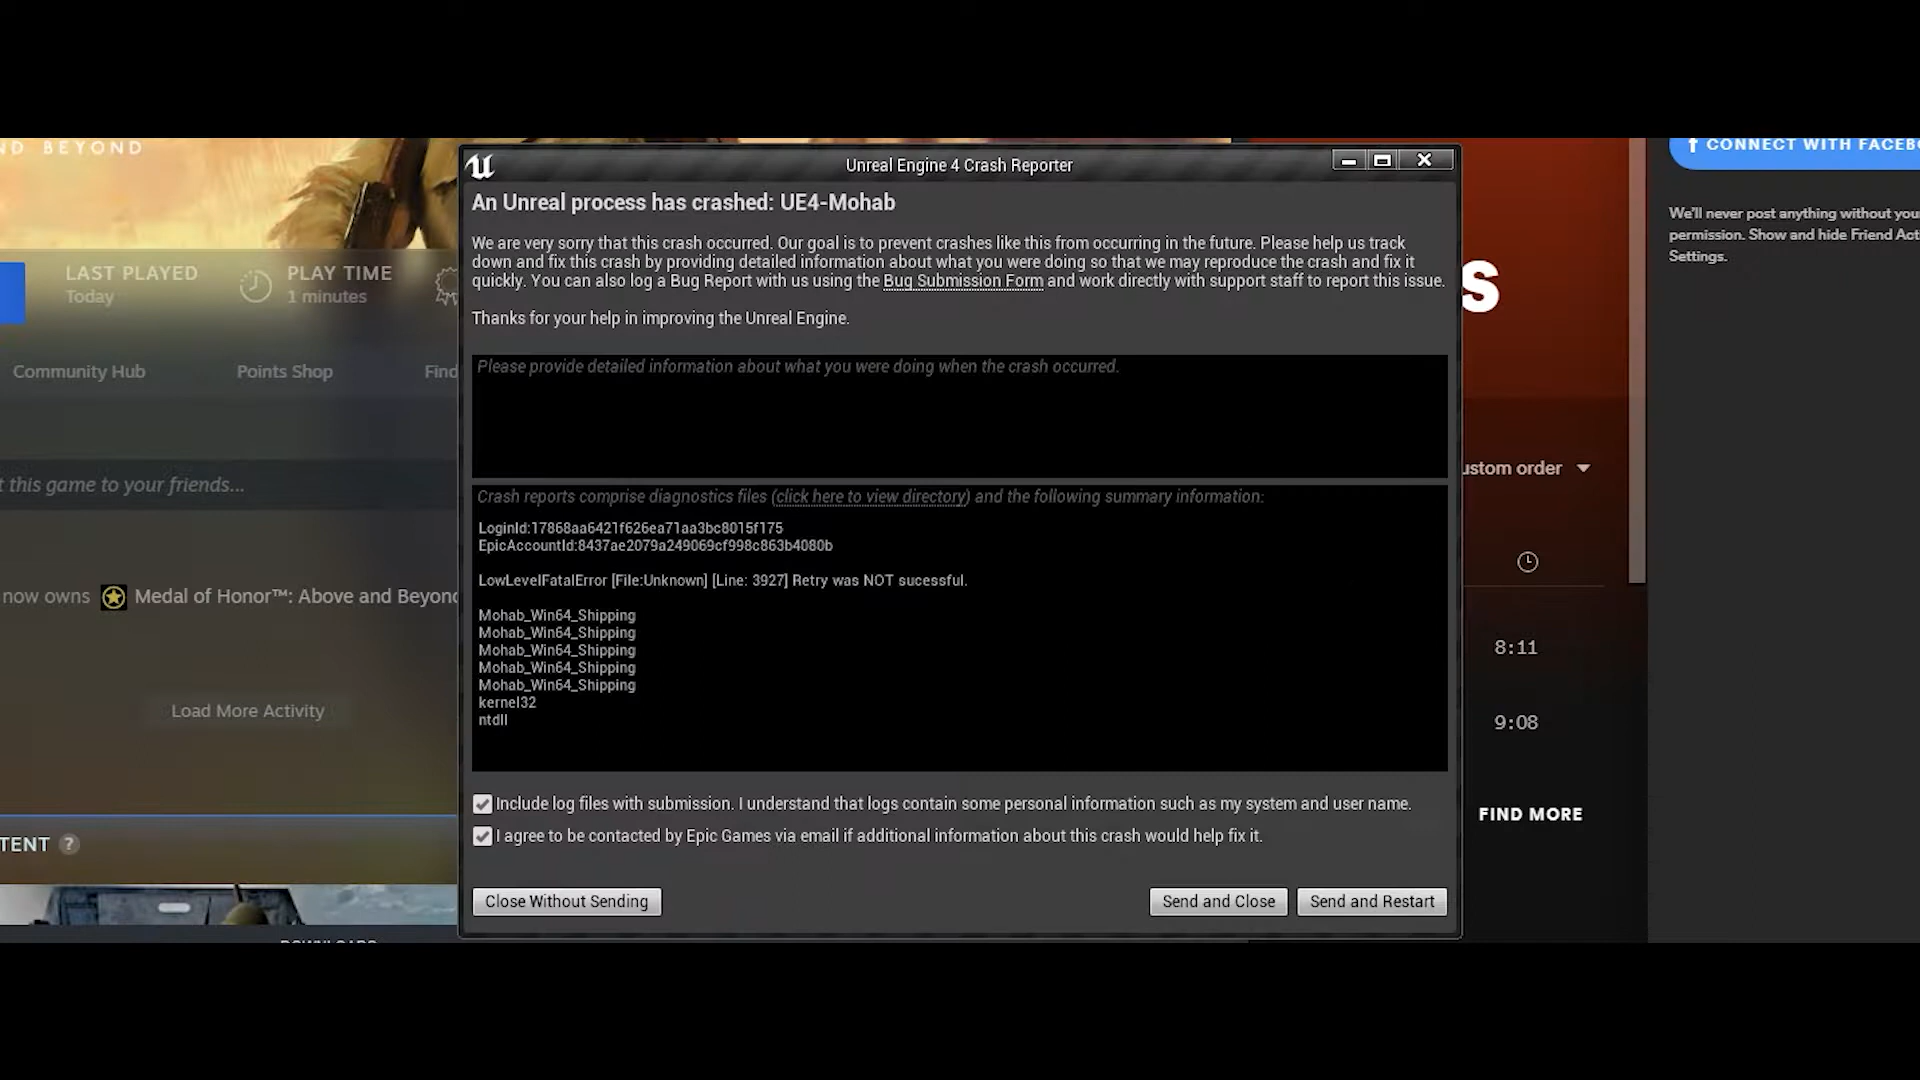 ND BEYOND
LAST PLAYED
Today
PLAY TIME
1 minutes
Community Hub
Points Shop
Find
t this game to your friends...
now owns Medal of Honor™: Above and Beyond
Load More Activity
TENT ?
Unreal Engine 4 Crash Reporter
An Unreal process has crashed: UE4-Mohab
We are very sorry that this crash occurred. Our goal is to prevent crashes like this from occurring in the future. Please help us track
down and fix this crash by providing detailed information about what you were doing so that we may reproduce the crash and fix it
quickly. You can also log a Bug Report with us using the Bug Submission Form and work directly with support staff to report this issue.
Thanks for your help in improving the Unreal Engine.
Please provide detailed information about what you were doing when the crash occurred.
Crash reports comprise diagnostics files (click here to view directory) and the following summary information:
LoginId:17868aa6421f626ea71aa3bc8015f175
EpicAccountId:8437ae2079a249069cf998c863b4080b
LowLevelFatalError [File:Unknown] [Line: 3927] Retry was NOT sucessful.
Mohab_Win64_Shipping
Mohab_Win64_Shipping
Mohab_Win64_Shipping
Mohab_Win64_Shipping
Mohab_Win64_Shipping
kernel32
ntdll
Include log files with submission. I understand that logs contain some personal information such as my system and user name.
I agree to be contacted by Epic Games via email if additional information about this crash would help fix it.
Close Without Sending
Send and Close
Send and Restart
S
ustom order
8:11
9:08
FIND MORE
f CONNECT WITH FACEBO
We'll never post anything without your
permission. Show and hide Friend Acti
Settings.